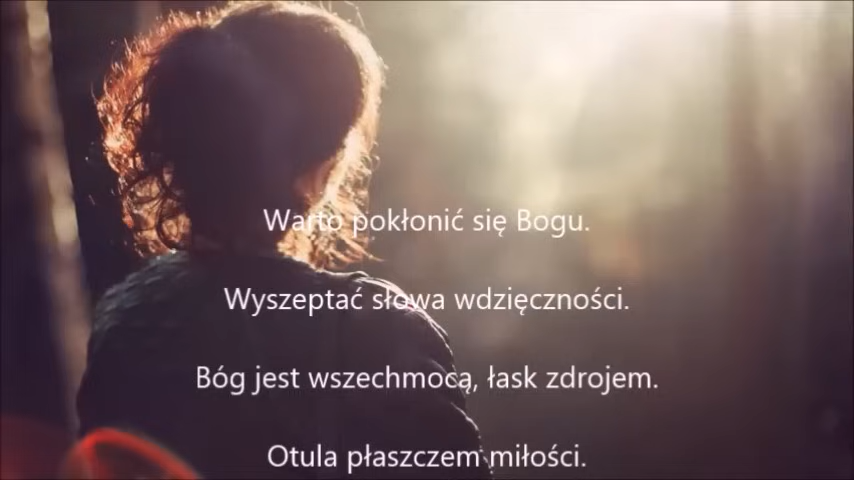 Warto pokłonić się Bogu.
Wyszeptać słowa wdzięczności.
Bóg jest wszechmocą, łask zdrojem.
Otula płaszczem miłości.